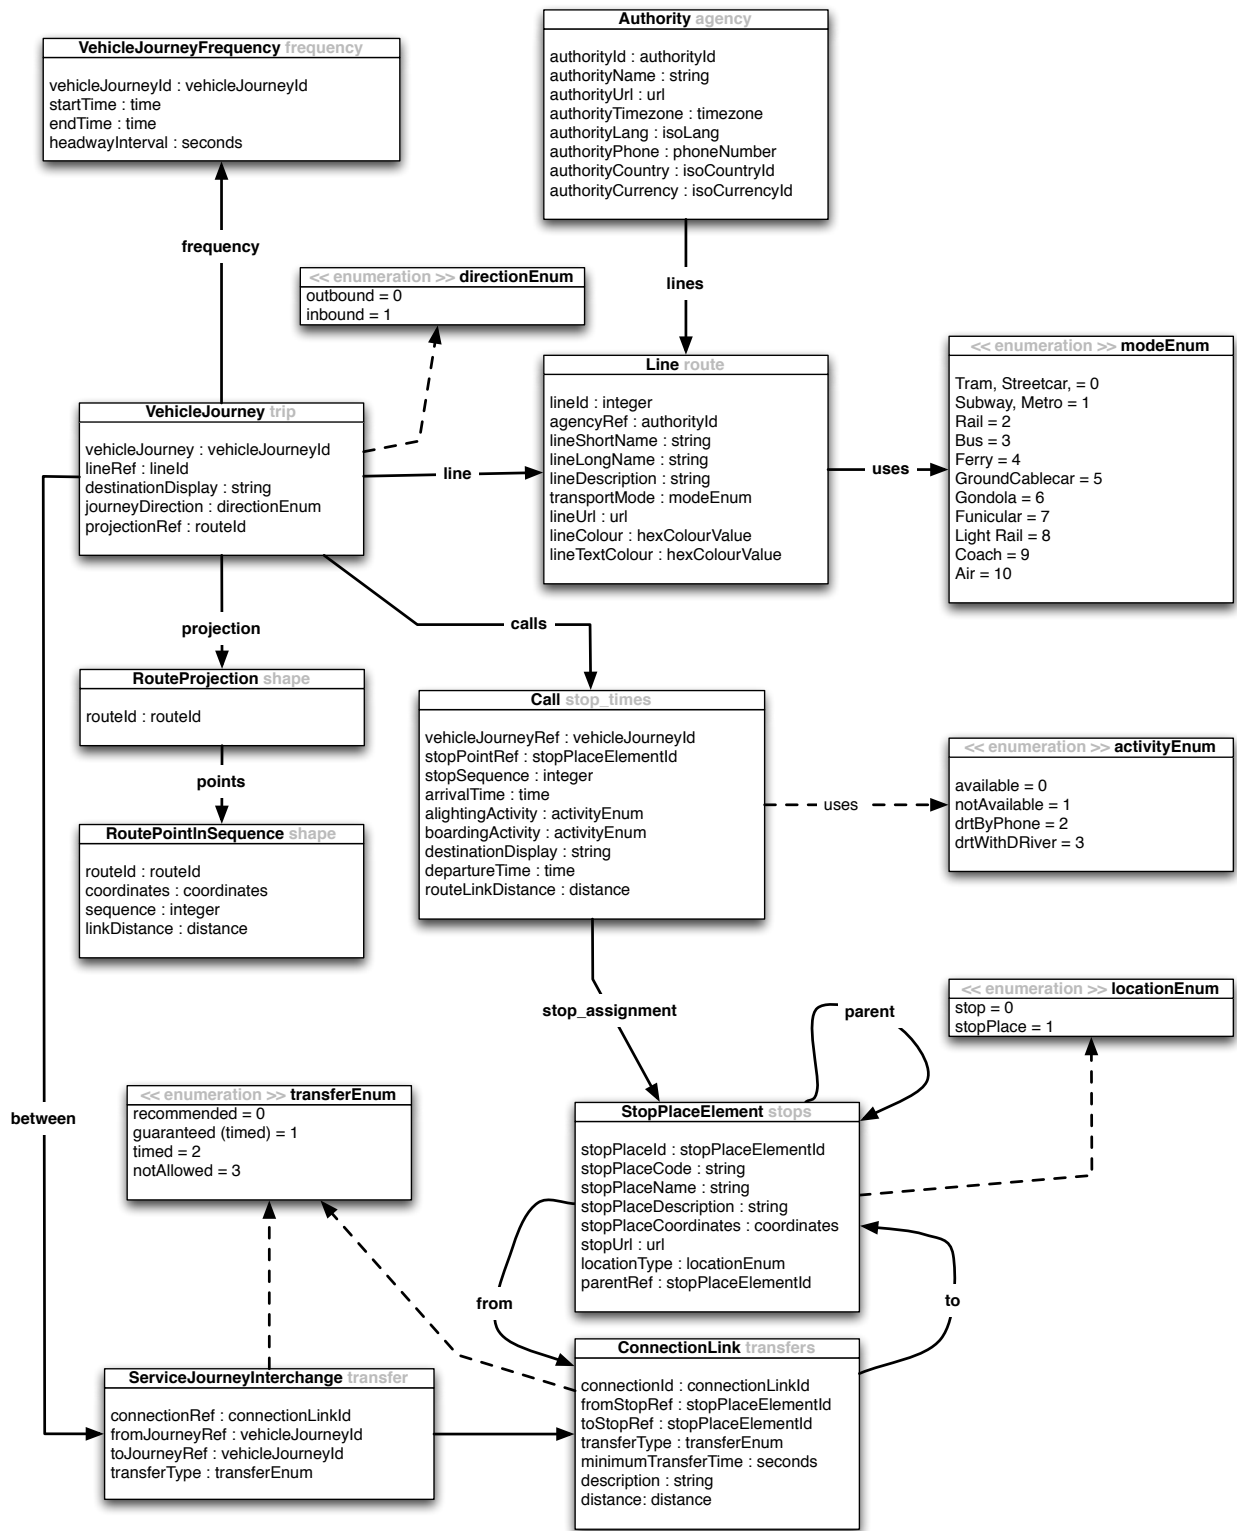 VehicleJourneyFrequency frequency
vehicleJourneyId : vehicleJourneyId
startTime : time
endTime : time
headwayInterval : seconds
Authority agency
authorityId : authorityId
authorityName : string
authorityUrl : url
authorityTimezone : timezone
authorityLang : isoLang
authorityPhone : phoneNumber
authorityCountry : isoCountryId
authorityCurrency : isoCurrencyId
frequency
lines
<< enumeration >> directionEnum
outbound = 0
inbound = 1
VehicleJourney trip
vehicleJourney : vehicleJourneyId
lineRef : lineId
destinationDisplay : string
journeyDirection : directionEnum
projectionRef : routeId
line
Line route
lineId : integer
agencyRef : authorityId
lineShortName : string
lineLongName : string
lineDescription : string
transportMode : modeEnum
lineUrl : url
lineColour : hexColourValue
lineTextColour : hexColourValue
uses
<< enumeration >> modeEnum
Tram, Streetcar, = 0
Subway, Metro = 1
Rail = 2
Bus = 3
Ferry = 4
GroundCablecar = 5
Gondola = 6
Funicular = 7
Light Rail = 8
Coach = 9
Air = 10
projection
calls
RouteProjection shape
routeId : routeId
points
RoutePointInSequence shape
routeId : routeId
coordinates : coordinates
sequence : integer
linkDistance : distance
Call stop_times
vehicleJourneyRef : vehicleJourneyId
stopPointRef : stopPlaceElementId
stopSequence : integer
arrivalTime : time
alightingActivity : activityEnum
boardingActivity : activityEnum
destinationDisplay : string
departureTime : time
routeLinkDistance : distance
uses
<< enumeration >> activityEnum
available = 0
notAvailable = 1
drtByPhone = 2
drtWithDRiver = 3
stop_assignment
parent
<< enumeration >> locationEnum
stop = 0
stopPlace = 1
between
<< enumeration >> transferEnum
recommended = 0
guaranteed (timed) = 1
timed = 2
notAllowed = 3
StopPlaceElement stops
stopPlaceId : stopPlaceElementId
stopPlaceCode : string
stopPlaceName : string
stopPlaceDescription : string
stopPlaceCoordinates : coordinates
stopUrl : url
locationType : locationEnum
parentRef : stopPlaceElementId
from
to
ServiceJourneyInterchange transfer
connectionRef : connectionLinkId
fromJourneyRef : vehicleJourneyId
toJourneyRef : vehicleJourneyId
transferType : transferEnum
ConnectionLink transfers
connectionId : connectionLinkId
fromStopRef : stopPlaceElementId
toStopRef : stopPlaceElementId
transferType : transferEnum
minimumTransferTime : seconds
description : string
distance: distance